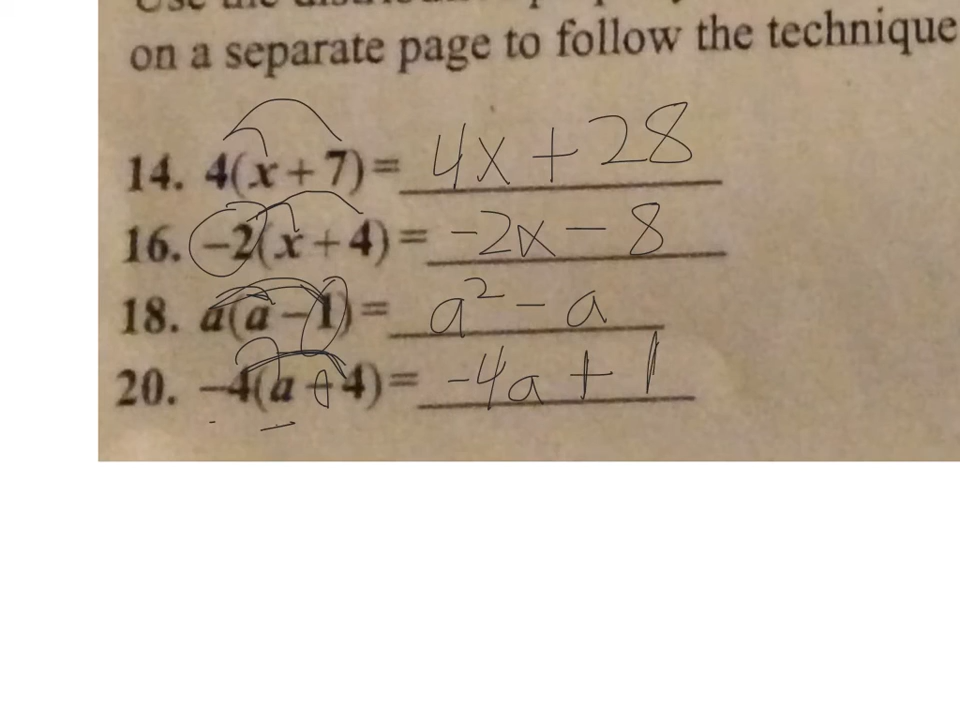 on a separate page to follow the technique
14. 4(x + 7) = 4x + 28
16. -2(x + 4) = -2x - 8
18. a(a - 1) = a² - a
20. -4(a + 4) = -4a + 1